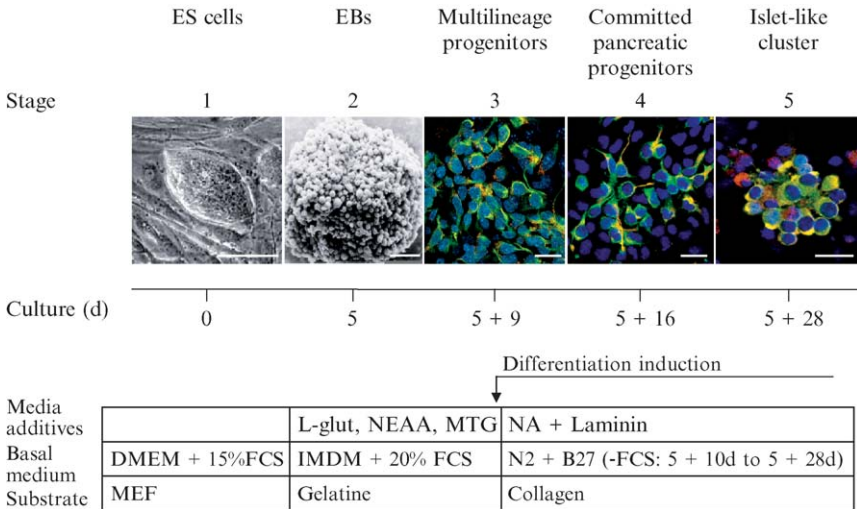 ES cells EBs Multilineage progenitors Committed pancreatic progenitors Islet-like cluster
Stage 1 2 3 4 5
Culture (d) 0 5 5 + 9 5 + 16 5 + 28
Differentiation induction
Media additives L-glut, NEAA, MTG NA + Laminin
Basal medium DMEM + 15%FCS IMDM + 20% FCS N2 + B27 (-FCS: 5 + 10d to 5 + 28d)
Substrate MEF Gelatine Collagen